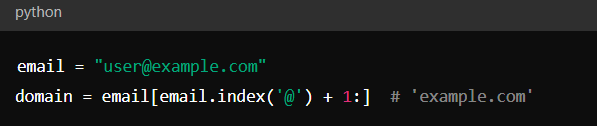 python
email = "user@example.com"
domain = email[email.index('@') + 1:]  # 'example.com'